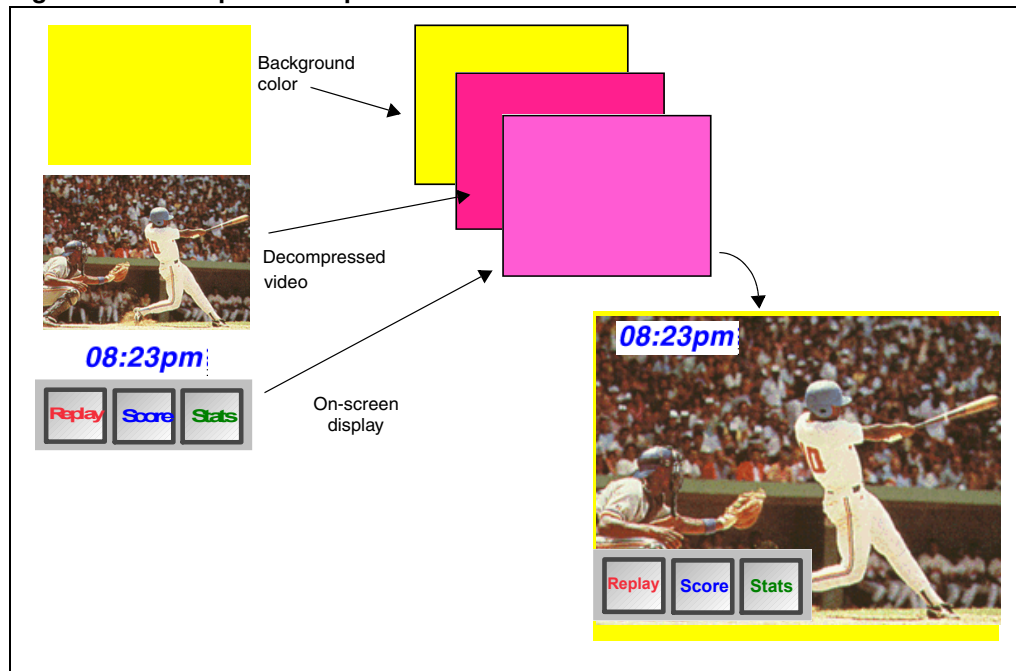 Background
color
Decompressed
video
08:23pm
Replay Score Stats
On-screen
display
08:23pm
Replay Score Stats